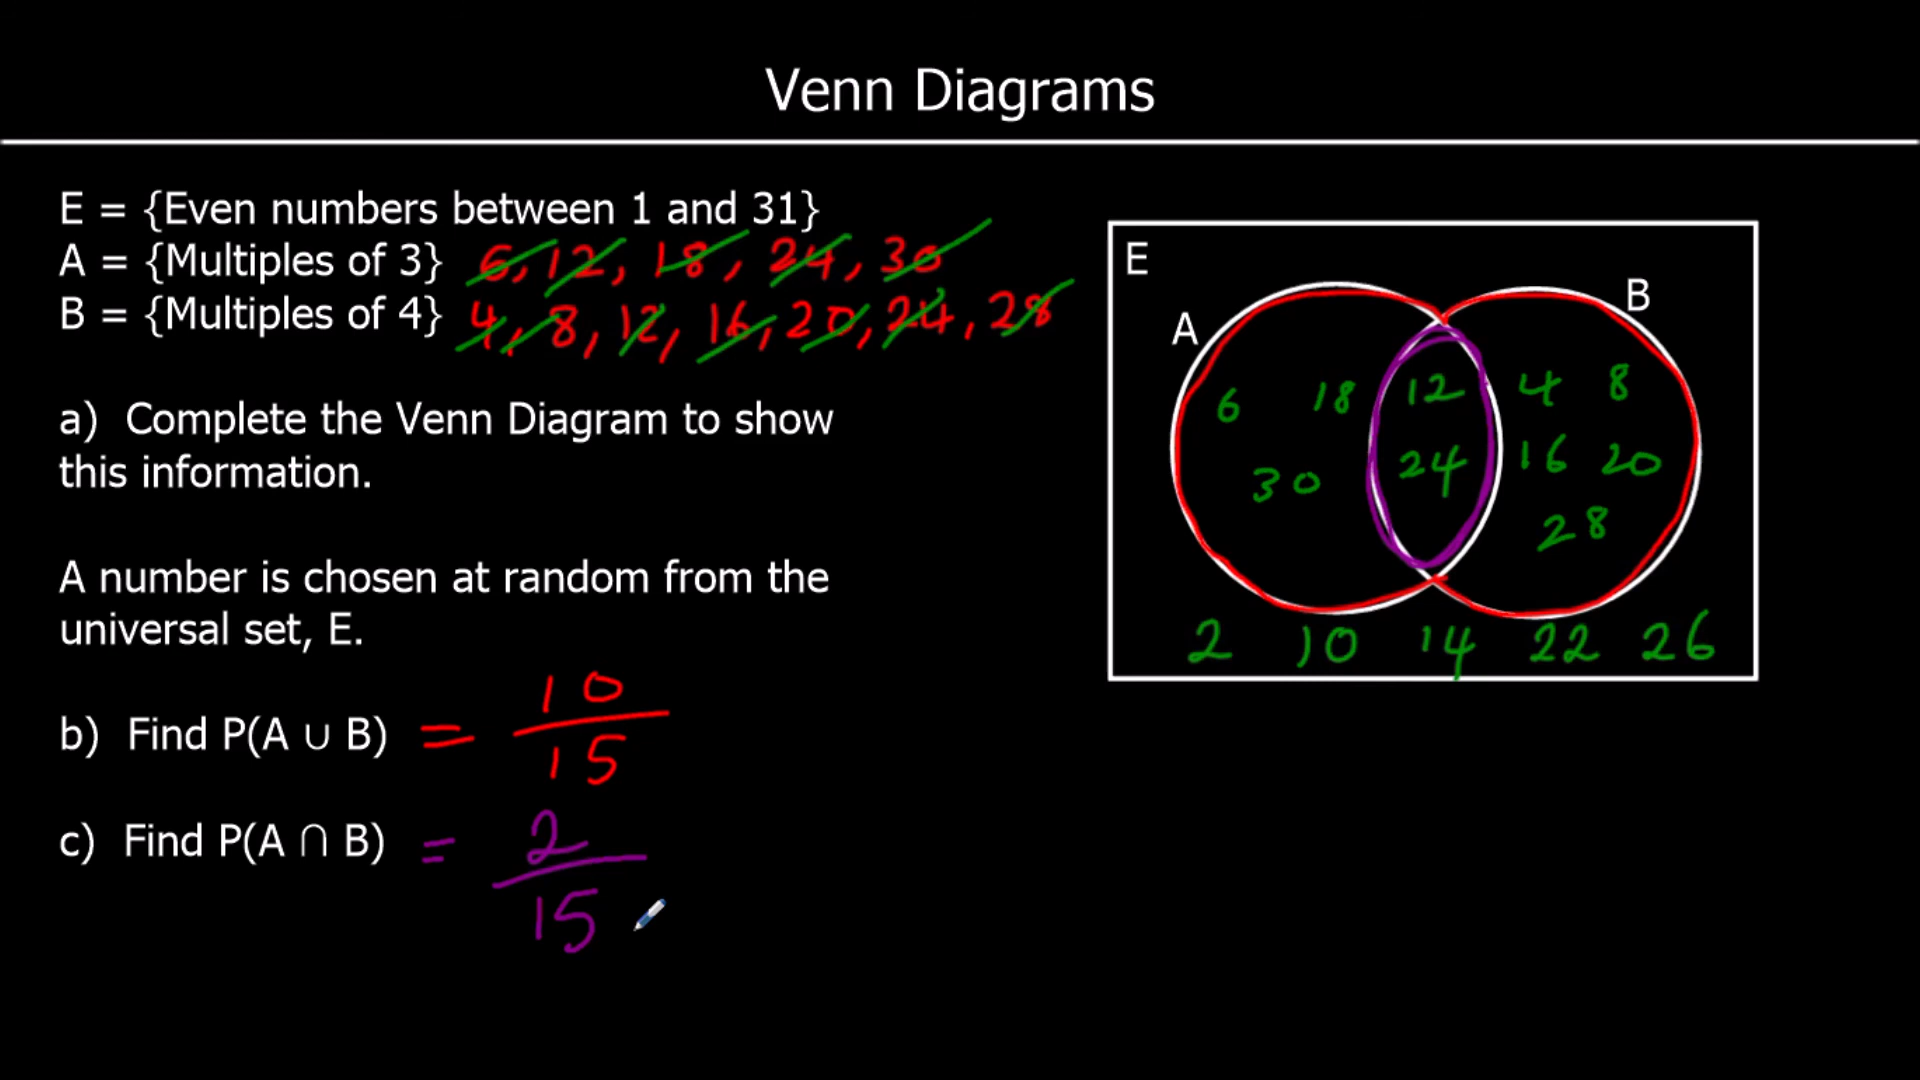 Venn Diagrams
E = {Even numbers between 1 and 31}
A = {Multiples of 3} 6, 12, 18, 24, 30
B = {Multiples of 4} 4, 8, 12, 16, 20, 24, 28
a) Complete the Venn Diagram to show
this information.
A number is chosen at random from the
universal set, E.
b) Find P(A ∪ B) = 10/15
c) Find P(A ∩ B) = 2/15
E
A
B
6 18 12 4 8
30 24 16 20
28
2 10 14 22 26